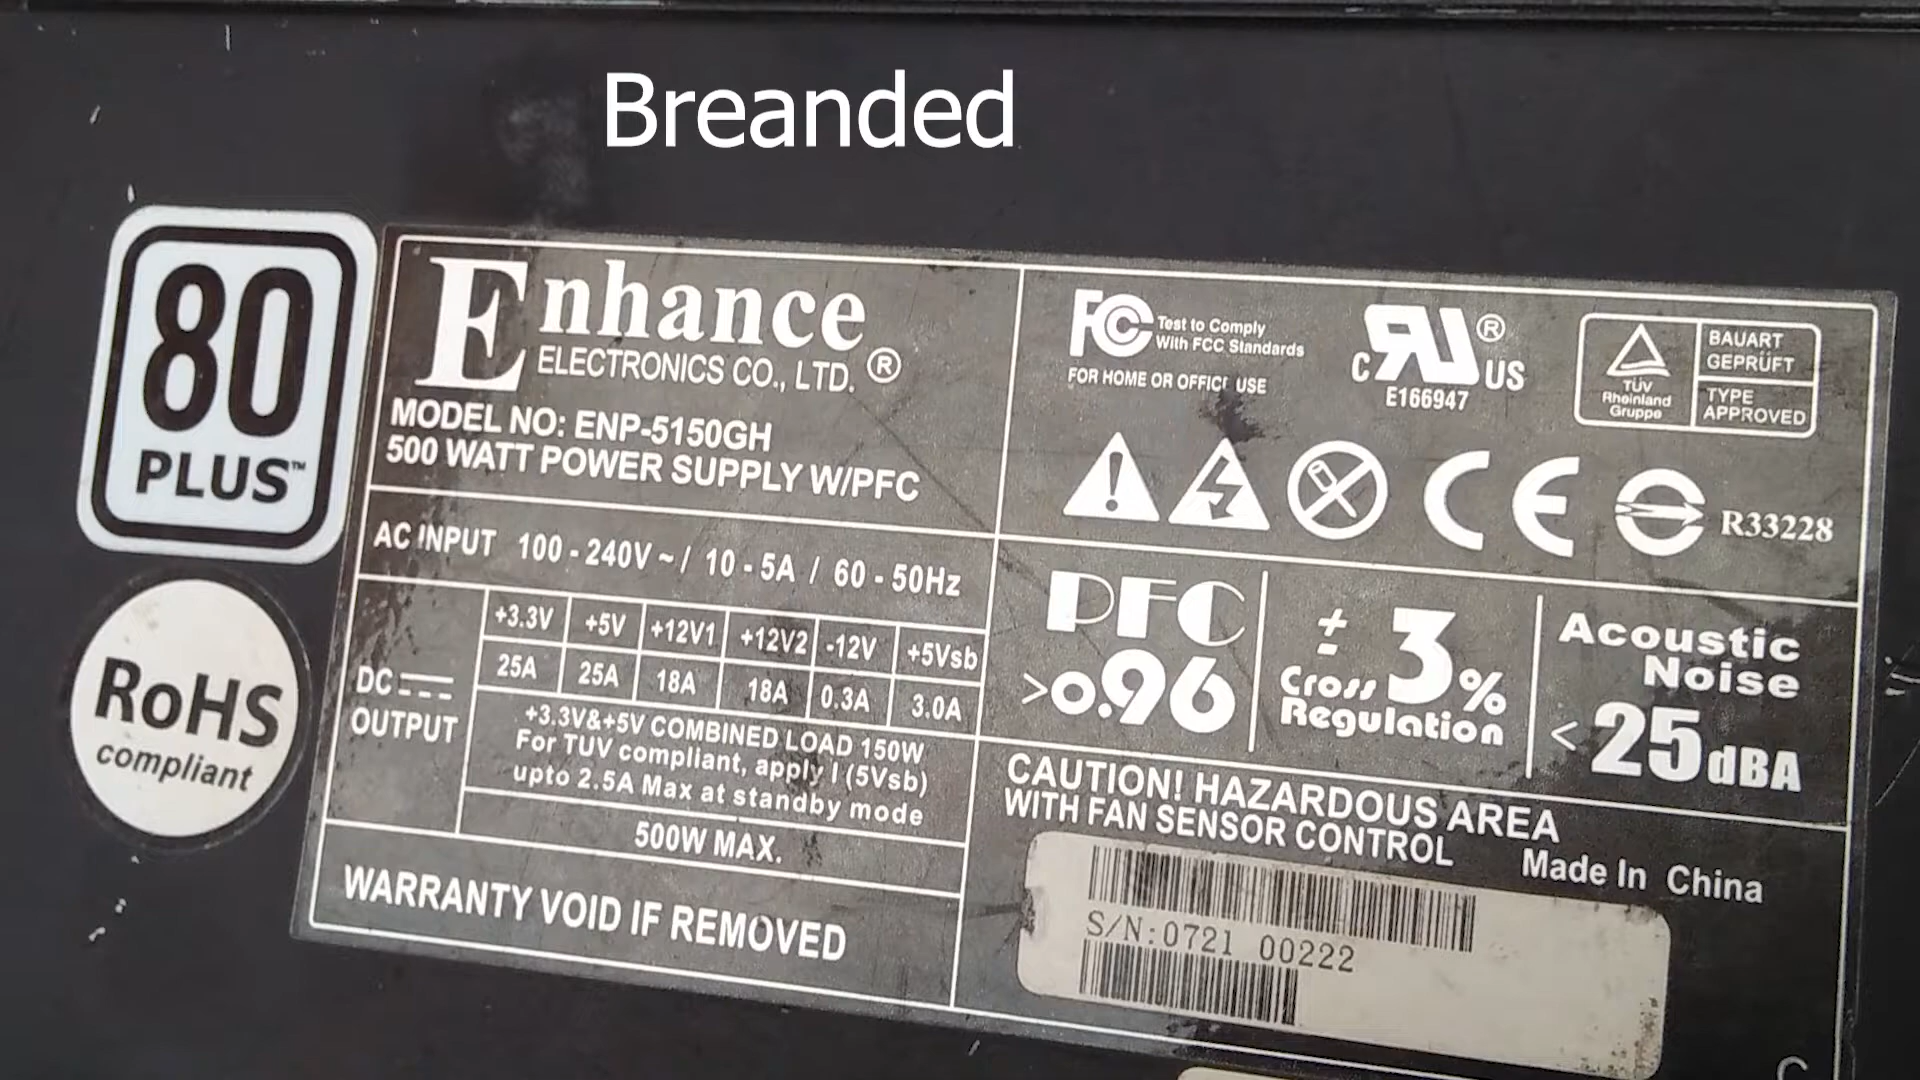 Breanded
80
PLUS™
RoHS
compliant
Enhance
ELECTRONICS CO., LTD. ®
MODEL NO: ENP-5150GH
500 WATT POWER SUPPLY W/PFC
AC INPUT 100 - 240V ~ / 10 - 5A / 60 - 50Hz
+3.3V +5V +12V1 +12V2 -12V +5Vsb
25A 25A 18A 18A 0.3A 3.0A
DC
OUTPUT
+3.3V&+5V COMBINED LOAD 150W
For TUV compliant, apply I (5Vsb)
upto 2.5A Max at standby mode
500W MAX.
WARRANTY VOID IF REMOVED
FC Test to Comply
With FCC Standards
FOR HOME OR OFFICE USE
C RU ® US
E166947
TÜV
Rheinland
Gruppe
BAUART
GEPRÜFT
TYPE
APPROVED
CE R33228
PFC
>0.96
± 3%
Cross
Regulation
Acoustic
Noise
< 25dBA
CAUTION! HAZARDOUS AREA
WITH FAN SENSOR CONTROL
Made In China
S/N:0721 00222